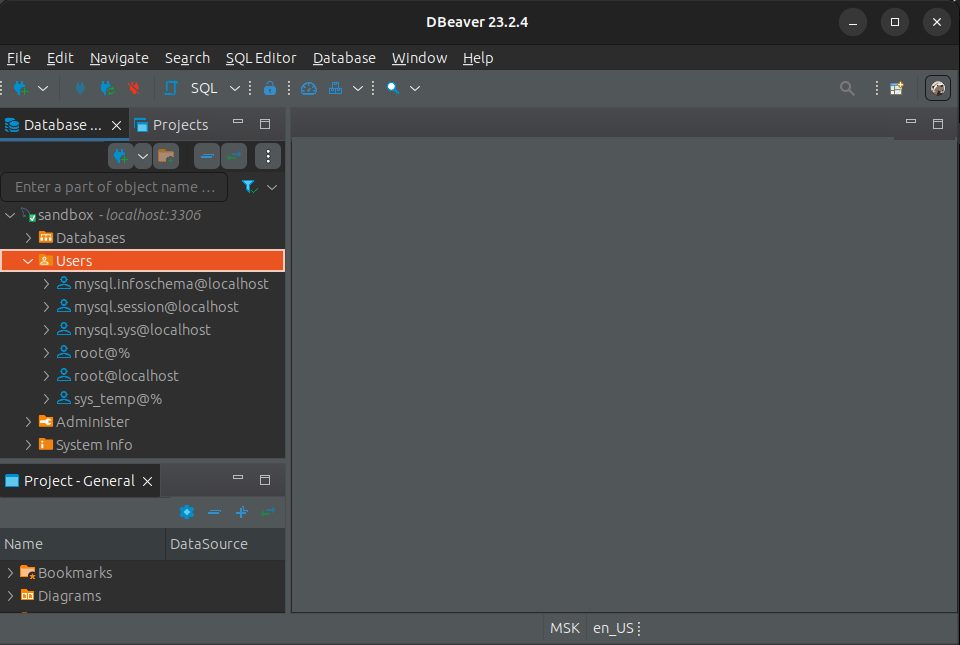 DBeaver 23.2.4
File Edit Navigate Search SQL Editor Database Window Help
SQL
Database ... Projects
Enter a part of object name ...
sandbox - localhost:3306
Databases
Users
mysql.infoschema@localhost
mysql.session@localhost
mysql.sys@localhost
root@%
root@localhost
sys_temp@%
Administer
System Info
Project - General
Name DataSource
Bookmarks
Diagrams
MSK en_US